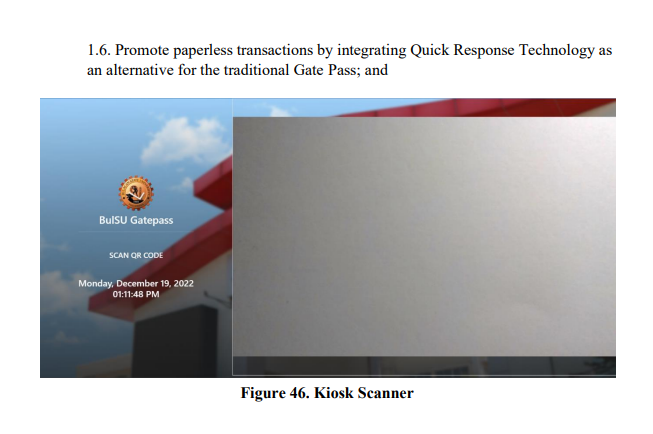 1.6. Promote paperless transactions by integrating Quick Response Technology as
an alternative for the traditional Gate Pass; and
BulSU Gatepass
SCAN QR CODE
Monday, December 19, 2022
01:11:48 PM
Figure 46. Kiosk Scanner